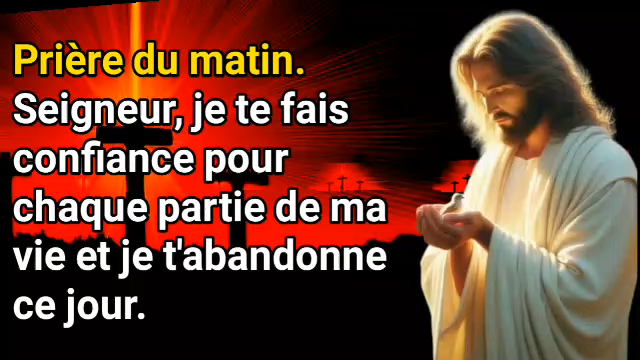 Prière du matin.
Seigneur, je te fais
confiance pour
chaque partie de ma
vie et je t'abandonne
ce jour.